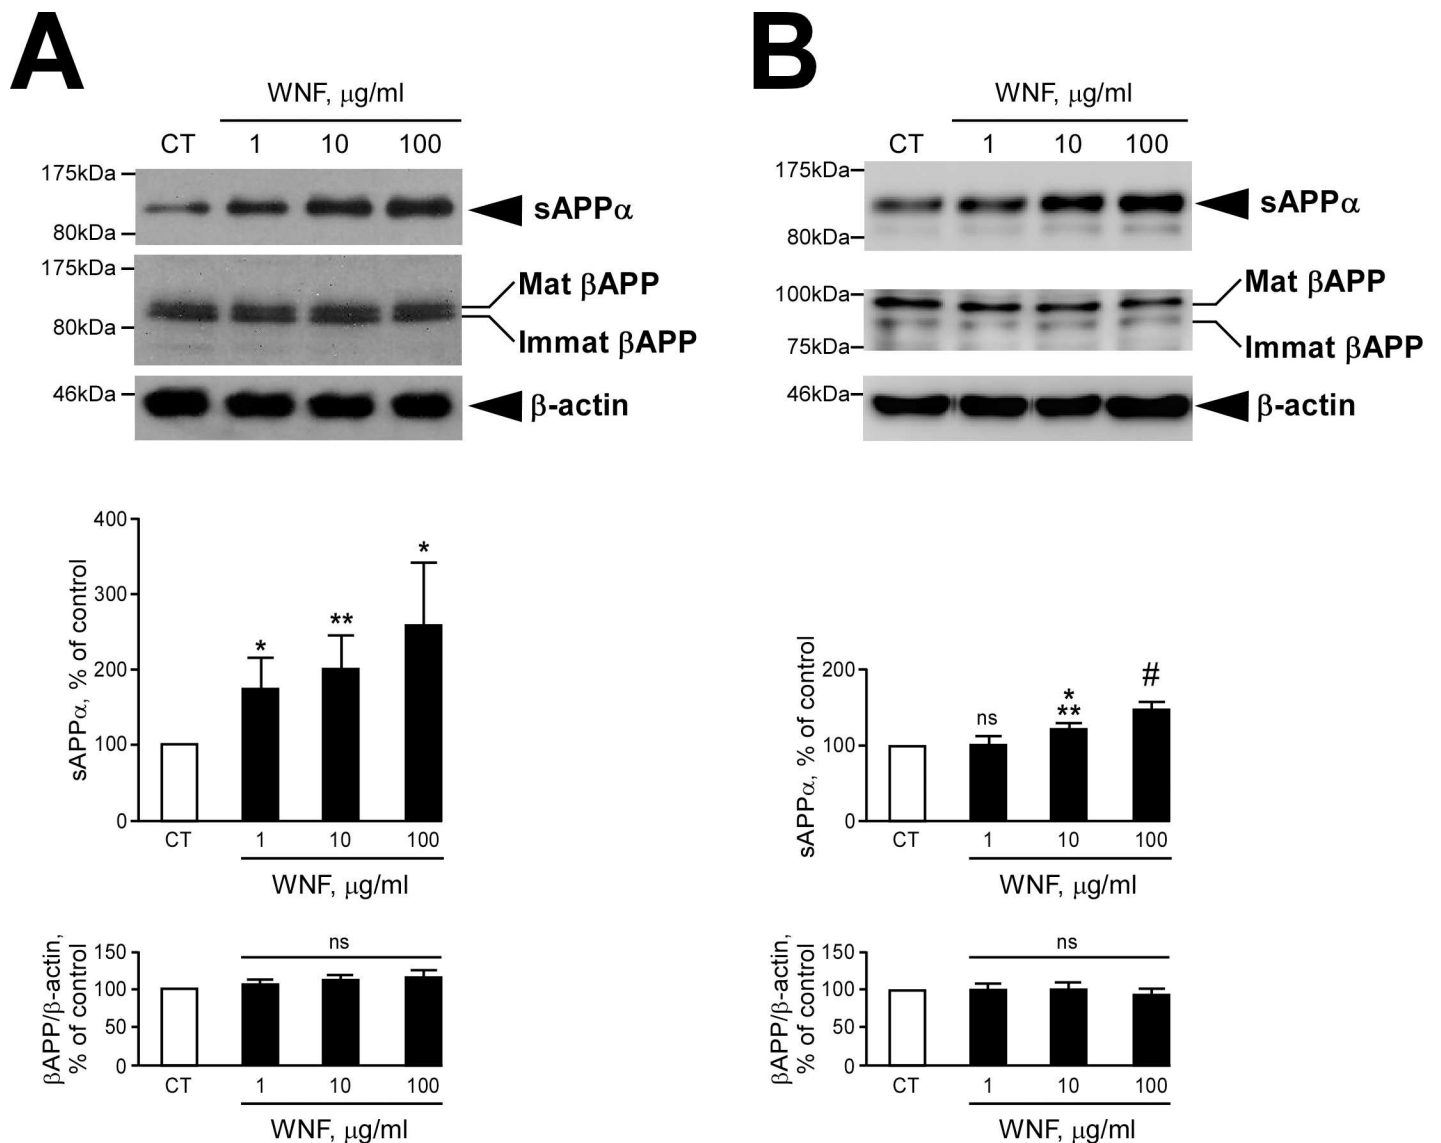 A
WNF, μg/ml
CT 1 10 100
175kDa
sAPPα
80kDa
175kDa
Mat βAPP
80kDa
Immat βAPP
46kDa
β-actin
sAPPα, % of control
400
300
200
100
0
*
**
*
CT 1 10 100
WNF, μg/ml
βAPP/β-actin,
% of control
150
100
50
0
ns
CT 1 10 100
WNF, μg/ml
B
WNF, μg/ml
CT 1 10 100
175kDa
sAPPα
80kDa
100kDa
Mat βAPP
75kDa
Immat βAPP
46kDa
β-actin
sAPPα, % of control
200
100
0
ns
*
**
#
CT 1 10 100
WNF, μg/ml
βAPP/β-actin,
% of control
150
100
50
0
ns
CT 1 10 100
WNF, μg/ml